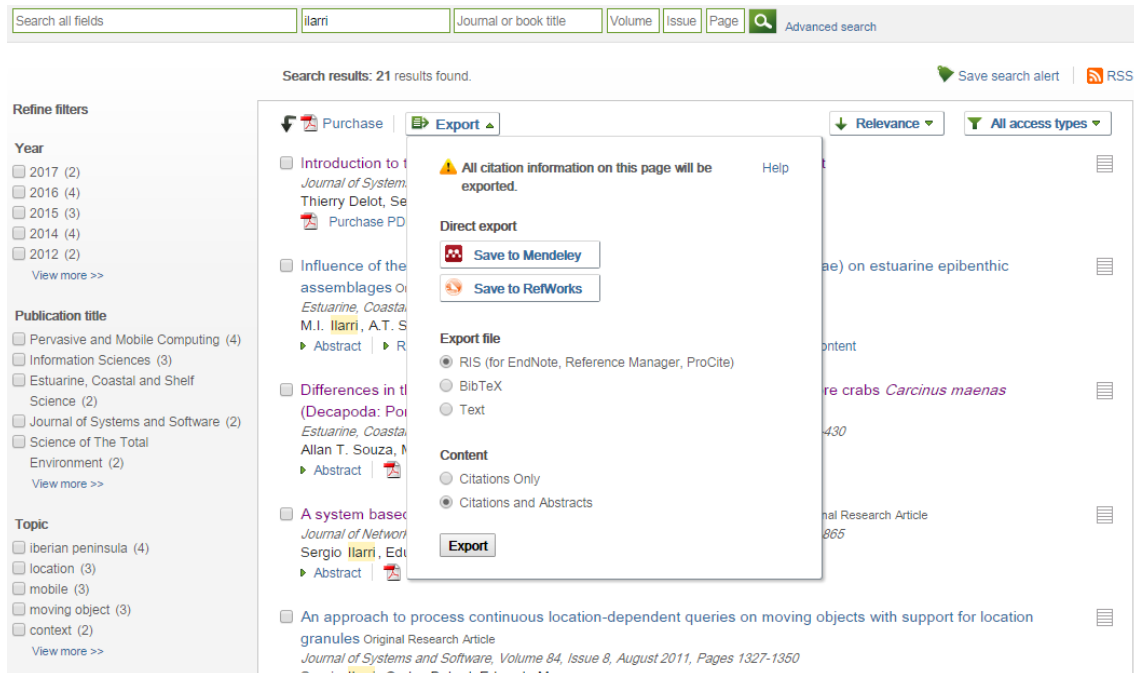 Search all fields ilarri Journal or book title Volume Issue Page Advanced search
Search results: 21 results found. Save search alert RSS
Refine filters
Year
2017 (2)
2016 (4)
2015 (3)
2014 (4)
2012 (2)
View more >>
Publication title
Pervasive and Mobile Computing (4)
Information Sciences (3)
Estuarine, Coastal and Shelf
Science (2)
Journal of Systems and Software (2)
Science of The Total
Environment (2)
View more >>
Topic
iberian peninsula (4)
location (3)
mobile (3)
moving object (3)
context (2)
View more >>
Purchase Export Relevance All access types
Introduction to t
Journal of System
Thierry Delot, Se
Purchase PD
Influence of the ae) on estuarine epibenthic
assemblages O
Estuarine, Coasta
M.I. Ilarri, A.T. S
Abstract R ontent
Differences in t re crabs Carcinus maenas
(Decapoda: Po
Estuarine, Coasta -430
Allan T. Souza, M
Abstract
A system based nal Research Article
Journal of Network 865
Sergio Ilarri, Edu
Abstract
An approach to process continuous location-dependent queries on moving objects with support for location
granules Original Research Article
Journal of Systems and Software, Volume 84, Issue 8, August 2011, Pages 1327-1350
All citation information on this page will be Help
exported.
Direct export
Save to Mendeley
Save to RefWorks
Export file
RIS (for EndNote, Reference Manager, ProCite)
BibTeX
Text
Content
Citations Only
Citations and Abstracts
Export